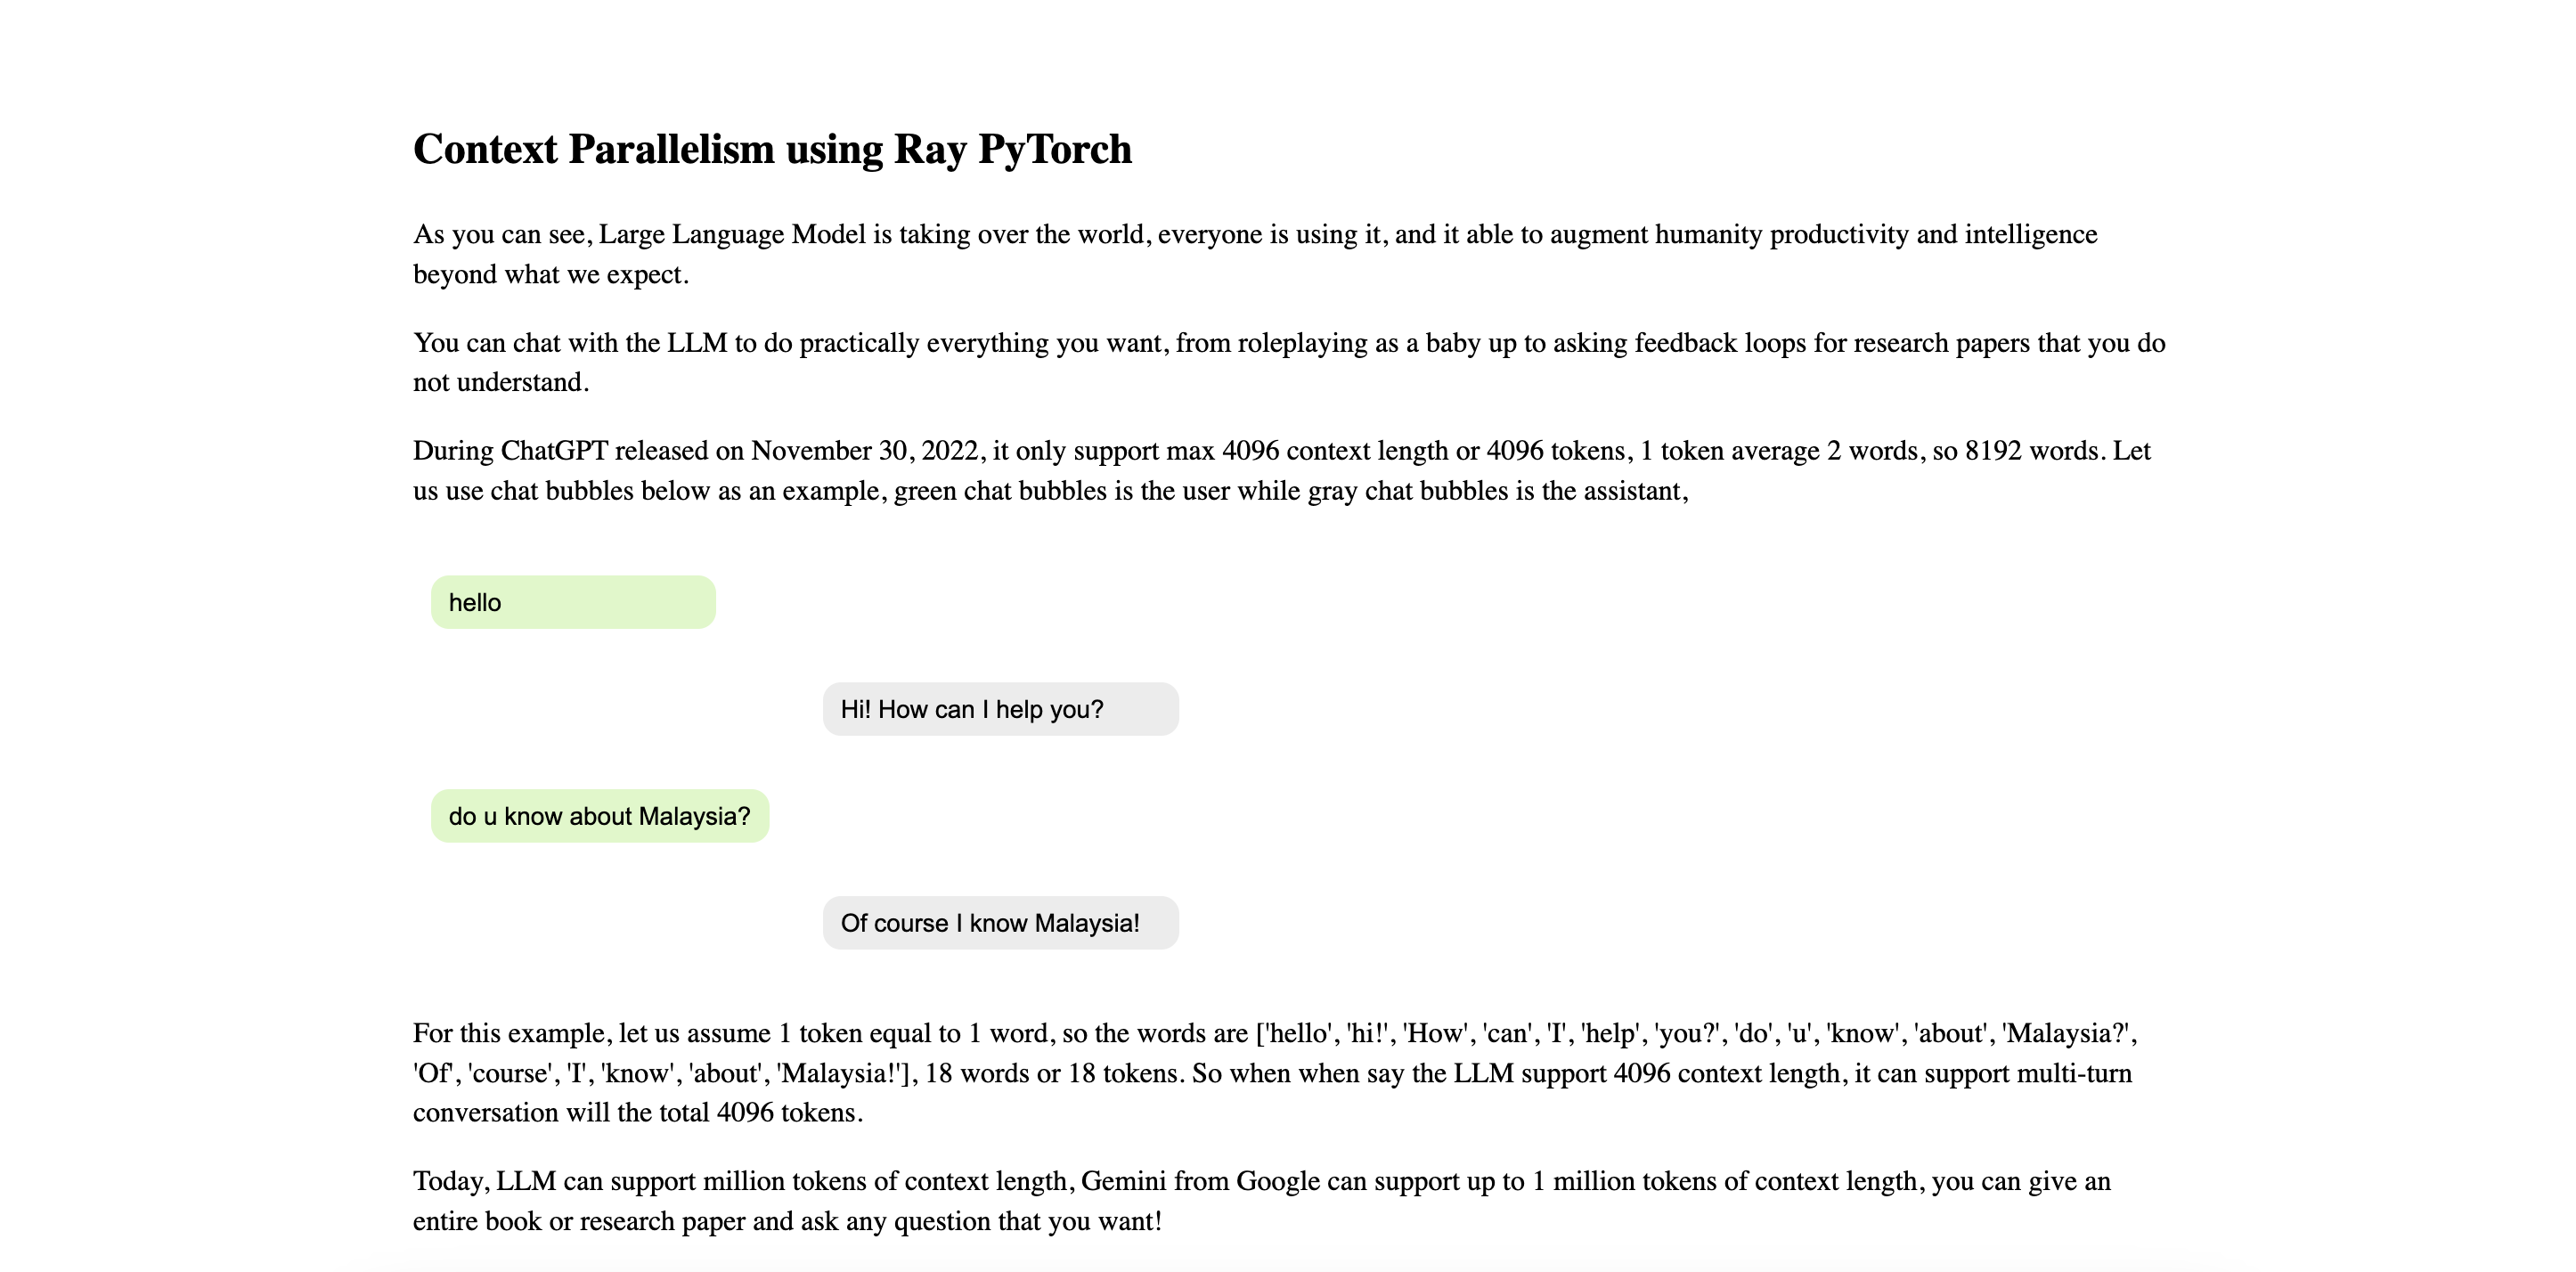 Context Parallelism using Ray PyTorch
As you can see, Large Language Model is taking over the world, everyone is using it, and it able to augment humanity productivity and intelligence
beyond what we expect.
You can chat with the LLM to do practically everything you want, from roleplaying as a baby up to asking feedback loops for research papers that you do
not understand.
During ChatGPT released on November 30, 2022, it only support max 4096 context length or 4096 tokens, 1 token average 2 words, so 8192 words. Let
us use chat bubbles below as an example, green chat bubbles is the user while gray chat bubbles is the assistant,
hello
Hi! How can I help you?
do u know about Malaysia?
Of course I know Malaysia!
For this example, let us assume 1 token equal to 1 word, so the words are ['hello', 'hi!', 'How', 'can', 'I', 'help', 'you?', 'do', 'u', 'know', 'about', 'Malaysia?',
'Of', 'course', 'I', 'know', 'about', 'Malaysia!'], 18 words or 18 tokens. So when when say the LLM support 4096 context length, it can support multi-turn
conversation will the total 4096 tokens.
Today, LLM can support million tokens of context length, Gemini from Google can support up to 1 million tokens of context length, you can give an
entire book or research paper and ask any question that you want!